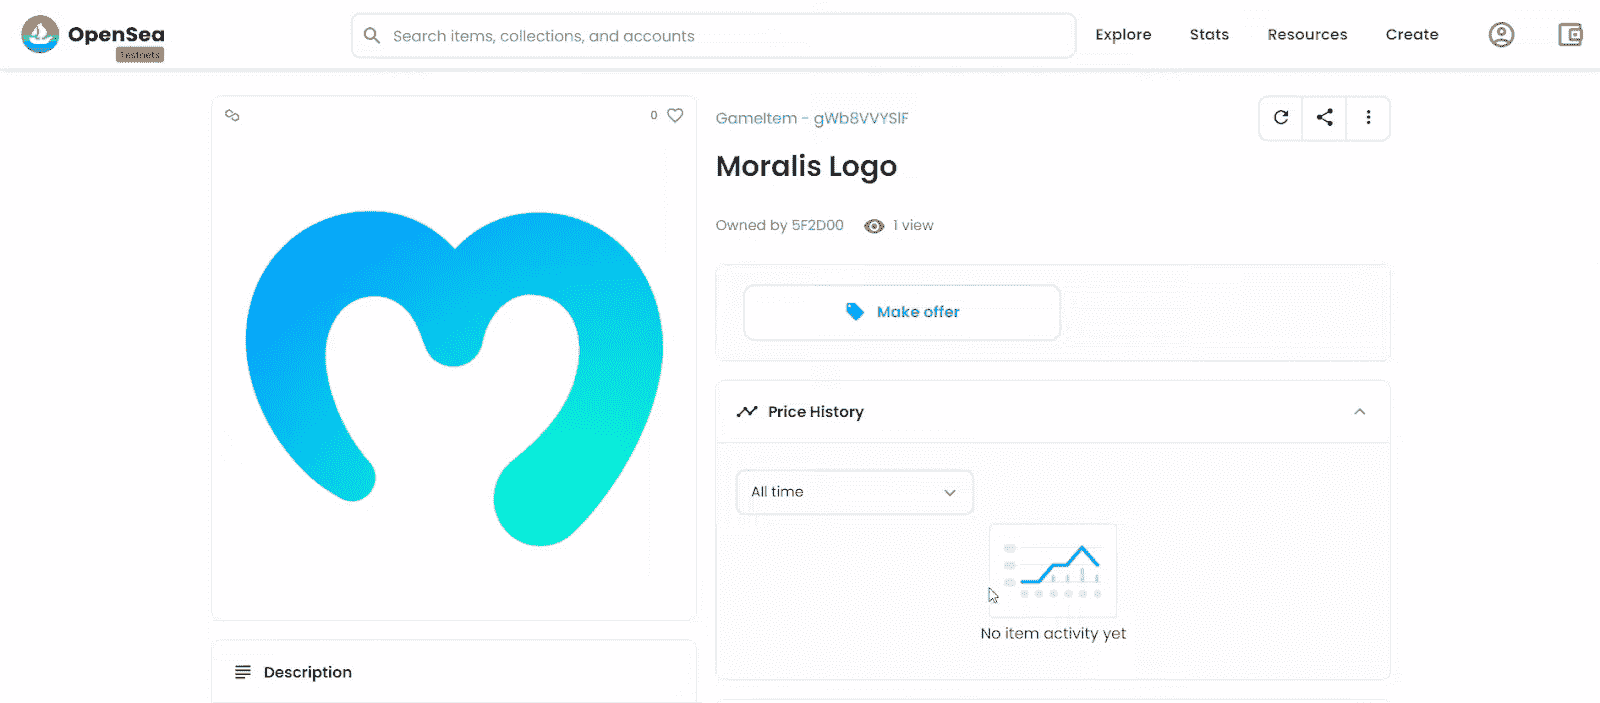 OpenSea
Testnets
Search items, collections, and accounts
Explore
Stats
Resources
Create
0
GameItem - gWb8VVYSlF
Moralis Logo
Owned by 5F2D00
1 view
Make offer
Price History
All time
No item activity yet
Description